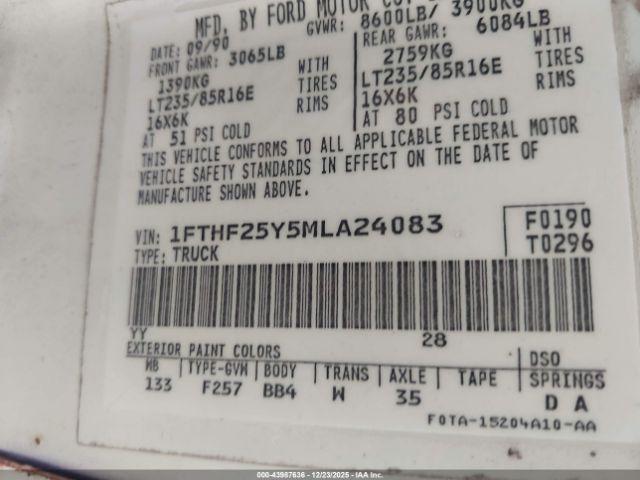 MFD. BY FORD MOTOR CO.
DATE: 09/90 GVWR: 8600LB/ 3900KG
FRONT GAWR: 3065LB REAR GAWR: 6084LB
1390KG WITH 2759KG WITH
LT235/85R16E TIRES LT235/85R16E TIRES
16X6K RIMS 16X6K RIMS
AT 51 PSI COLD AT 80 PSI COLD
THIS VEHICLE CONFORMS TO ALL APPLICABLE FEDERAL MOTOR
VEHICLE SAFETY STANDARDS IN EFFECT ON THE DATE OF
MANUFACTURE SHOWN ABOVE.
VIN: 1FTHF25Y5MLA24083 F0190
TYPE: TRUCK T0296
YY 28
EXTERIOR PAINT COLORS DSO
WB TYPE-GVW BODY TRANS AXLE TAPE SPRINGS
133 F257 BB4 W 35 D A
F0TA-15204A10-AA
© COPART - 43987636 - 12/23/2025 - IAAI.COM